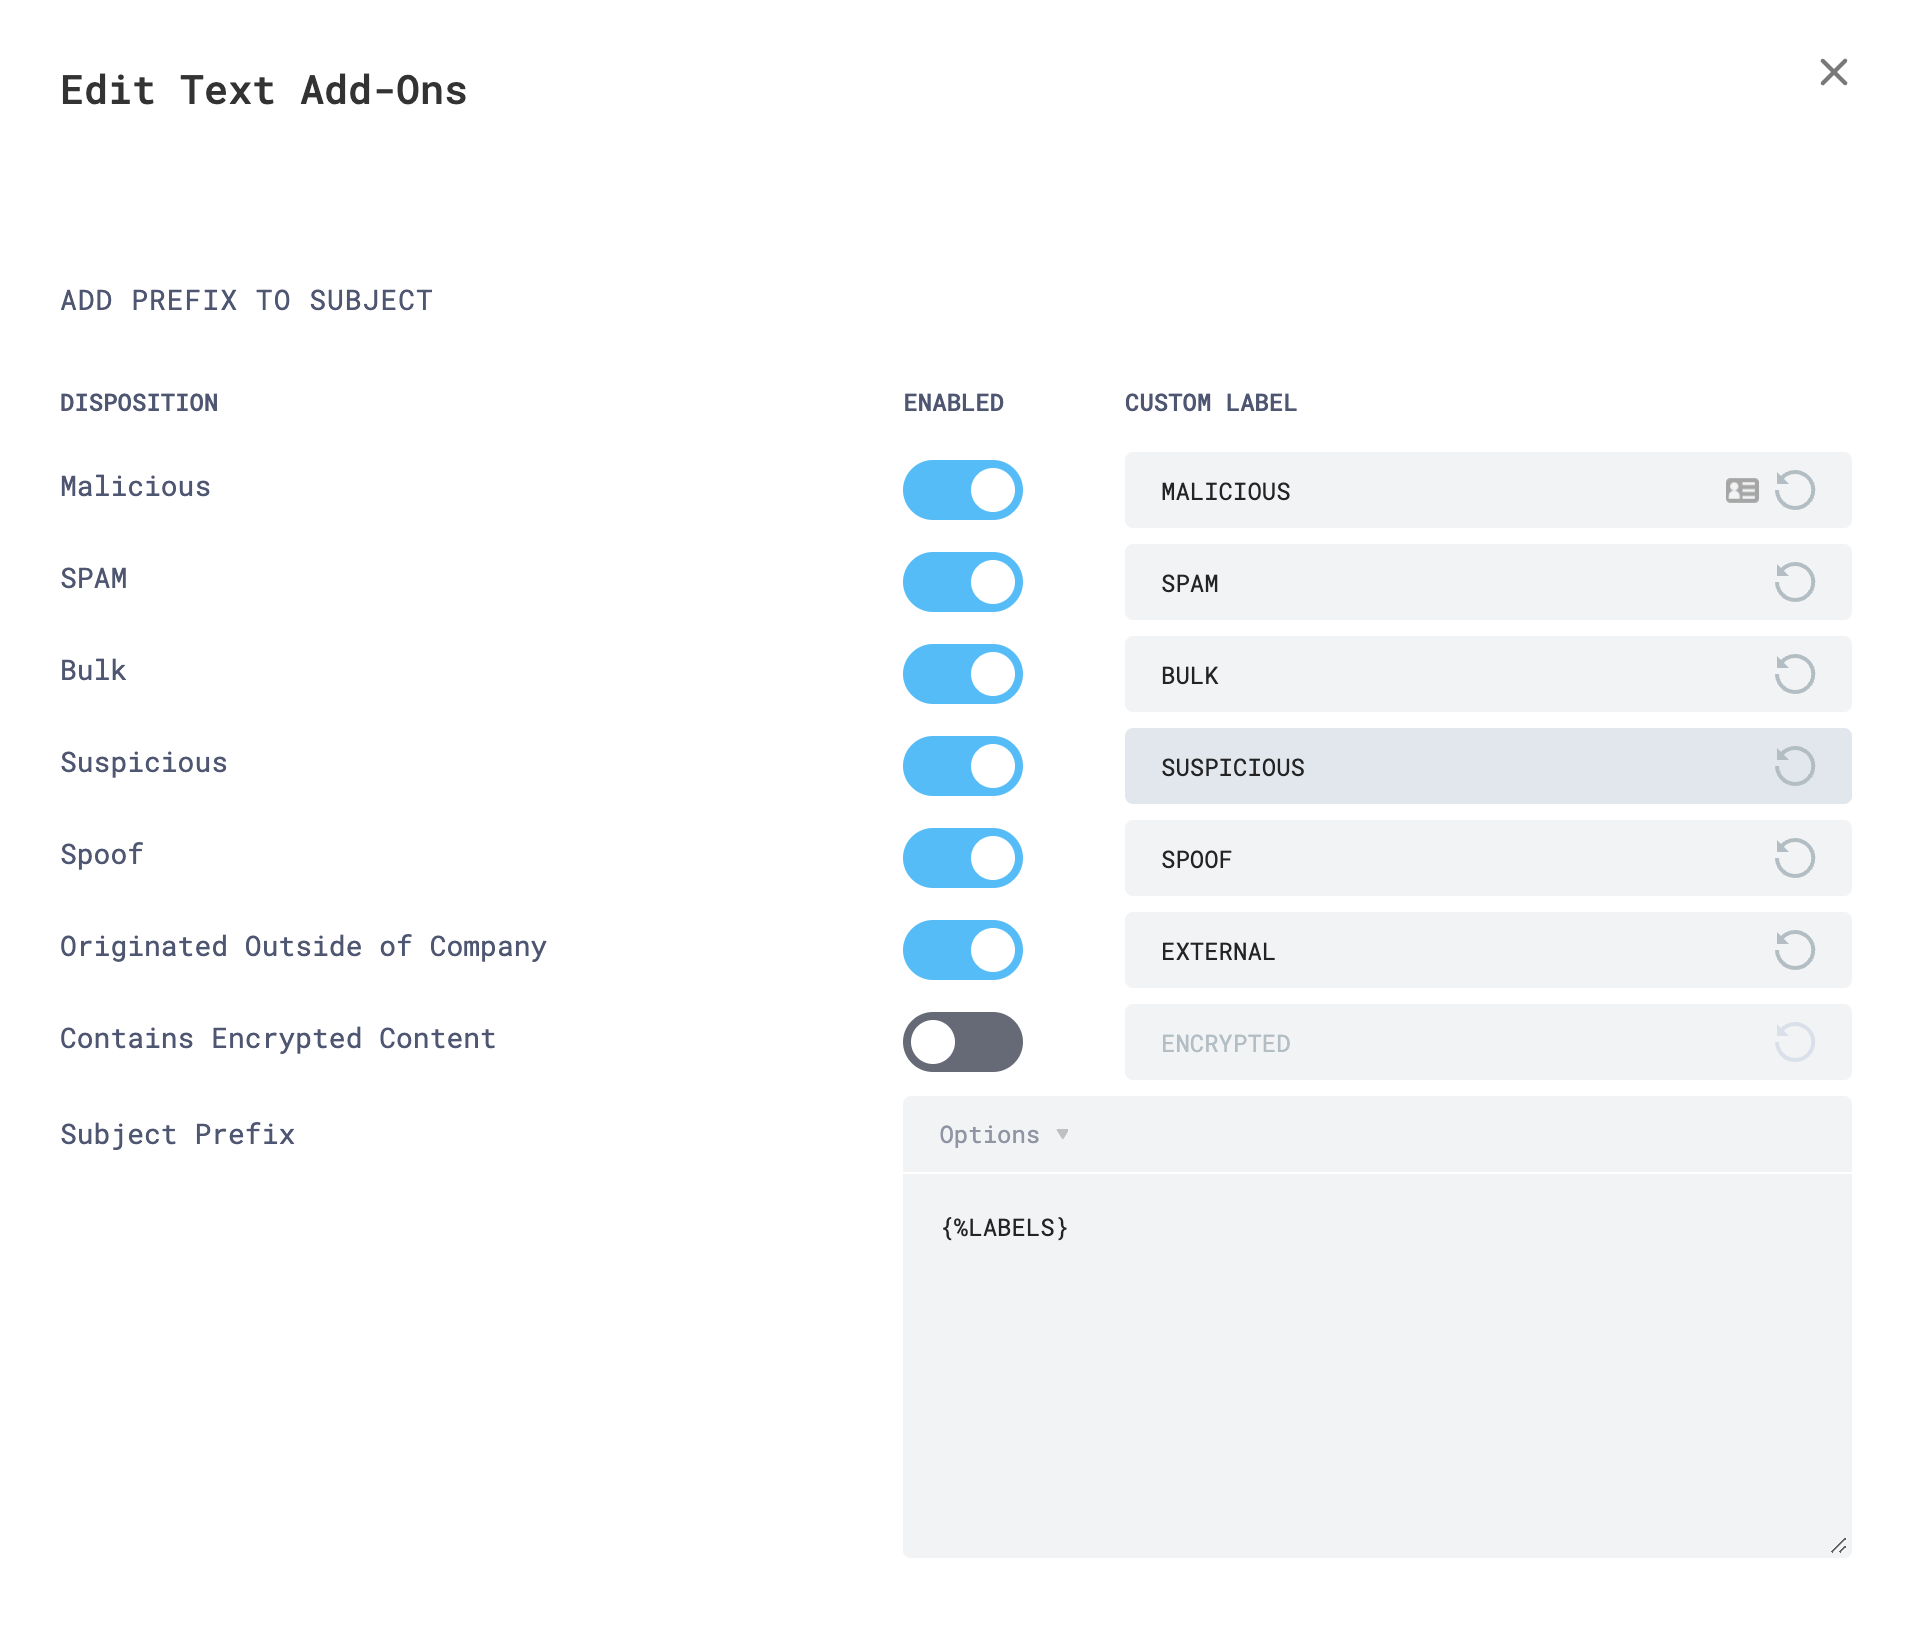 Edit Text Add-Ons
ADD PREFIX TO SUBJECT
DISPOSITION ENABLED CUSTOM LABEL
Malicious MALICIOUS
SPAM SPAM
Bulk BULK
Suspicious SUSPICIOUS
Spoof SPOOF
Originated Outside of Company EXTERNAL
Contains Encrypted Content ENCRYPTED
Subject Prefix Options ▼
{%LABELS}